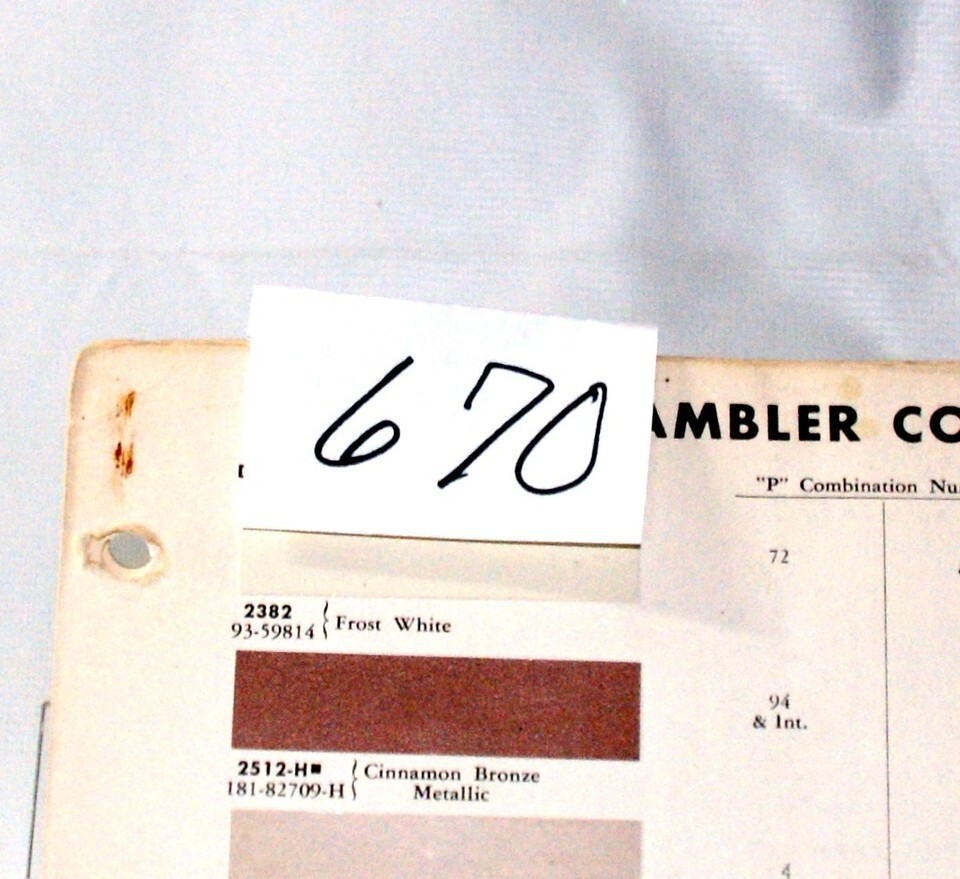 670
AMBLER CO
"P" Combination Nu
72
2382
93-59814 { Frost White
94
& Int.
2512-H■ { Cinnamon Bronze
181-82709-H Metallic
4